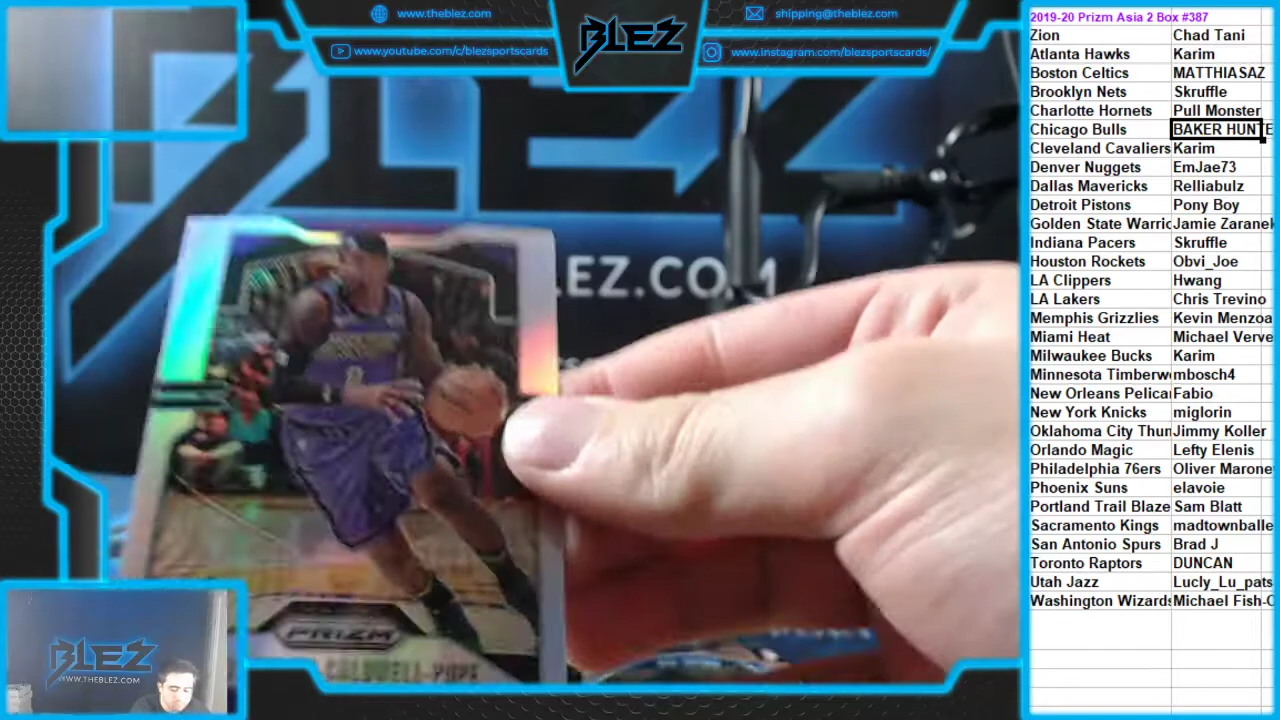 www.theblez.com
shipping@theblez.com
www.youtube.com/c/blezsportscards
www.instagram.com/blezsportscards/
BLEZ
LEZ.COM
PRIZM
CALDWELL-POPE
BLEZ
WWW.THEBLEZ.COM
2019-20 Prizm Asia 2 Box #387
Zion Chad Tani
Atlanta Hawks Karim
Boston Celtics MATTHIASAZ
Brooklyn Nets Skruffle
Charlotte Hornets Pull Monster
Chicago Bulls BAKER HUNTE
Cleveland Cavaliers Karim
Denver Nuggets EmJae73
Dallas Mavericks Relliabulz
Detroit Pistons Pony Boy
Golden State Warric Jamie Zaranek
Indiana Pacers Skruffle
Houston Rockets Obvi_Joe
LA Clippers Hwang
LA Lakers Chris Trevino
Memphis Grizzlies Kevin Menzoa
Miami Heat Michael Verve
Milwaukee Bucks Karim
Minnesota Timberwo mbosch4
New Orleans Pelica Fabio
New York Knicks miglorin
Oklahoma City Thun Jimmy Koller
Orlando Magic Lefty Elenis
Philadelphia 76ers Oliver Marone
Phoenix Suns elavoie
Portland Trail Blaze Sam Blatt
Sacramento Kings madtownballe
San Antonio Spurs Brad J
Toronto Raptors DUNCAN
Utah Jazz Lucly_Lu_pats
Washington Wizards Michael Fish-C